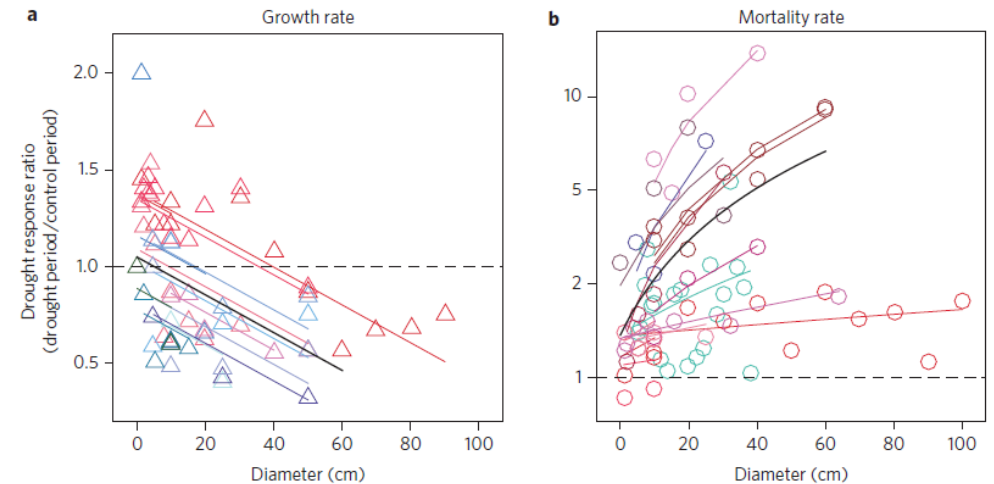 a
Growth rate
Drought response ratio
(drought period/control period)
2.0
1.5
1.0
0.5
0
20
40
60
80
100
Diameter (cm)
b
Mortality rate
10
5
2
1
0
20
40
60
80
100
Diameter (cm)